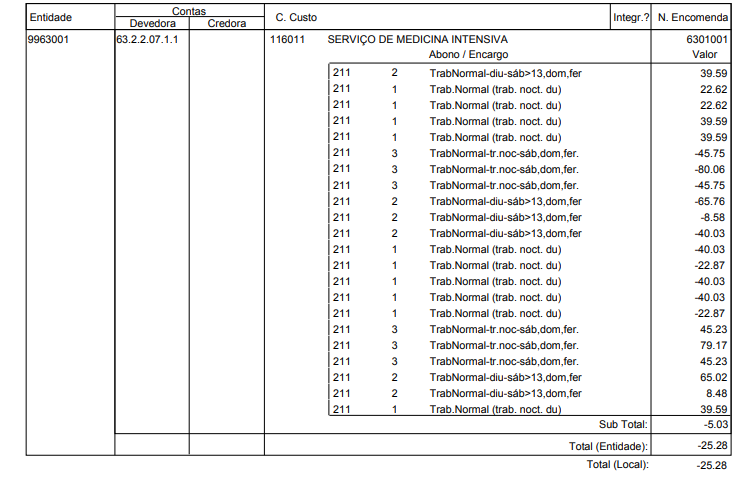 Entidade Contas C. Custo Integr.? N. Encomenda
Devedora Credora
9963001 63.2.2.07.1.1 116011 SERVIÇO DE MEDICINA INTENSIVA 6301001
Abono / Encargo Valor
211 2 TrabNormal-diu-sáb>13,dom,fer 39.59
211 1 Trab.Normal (trab. noct. du) 22.62
211 1 Trab.Normal (trab. noct. du) 22.62
211 1 Trab.Normal (trab. noct. du) 39.59
211 1 Trab.Normal (trab. noct. du) 39.59
211 3 TrabNormal-tr.noc-sáb,dom,fer. -45.75
211 3 TrabNormal-tr.noc-sáb,dom,fer. -80.06
211 3 TrabNormal-tr.noc-sáb,dom,fer. -45.75
211 2 TrabNormal-diu-sáb>13,dom,fer -65.76
211 2 TrabNormal-diu-sáb>13,dom,fer -8.58
211 2 TrabNormal-diu-sáb>13,dom,fer -40.03
211 1 Trab.Normal (trab. noct. du) -40.03
211 1 Trab.Normal (trab. noct. du) -22.87
211 1 Trab.Normal (trab. noct. du) -40.03
211 1 Trab.Normal (trab. noct. du) -40.03
211 1 Trab.Normal (trab. noct. du) -22.87
211 3 TrabNormal-tr.noc-sáb,dom,fer. 45.23
211 3 TrabNormal-tr.noc-sáb,dom,fer. 79.17
211 3 TrabNormal-tr.noc-sáb,dom,fer. 45.23
211 2 TrabNormal-diu-sáb>13,dom,fer 65.02
211 2 TrabNormal-diu-sáb>13,dom,fer 8.48
211 1 Trab.Normal (trab. noct. du) 39.59
Sub Total: -5.03
Total (Entidade): -25.28
Total (Local): -25.28